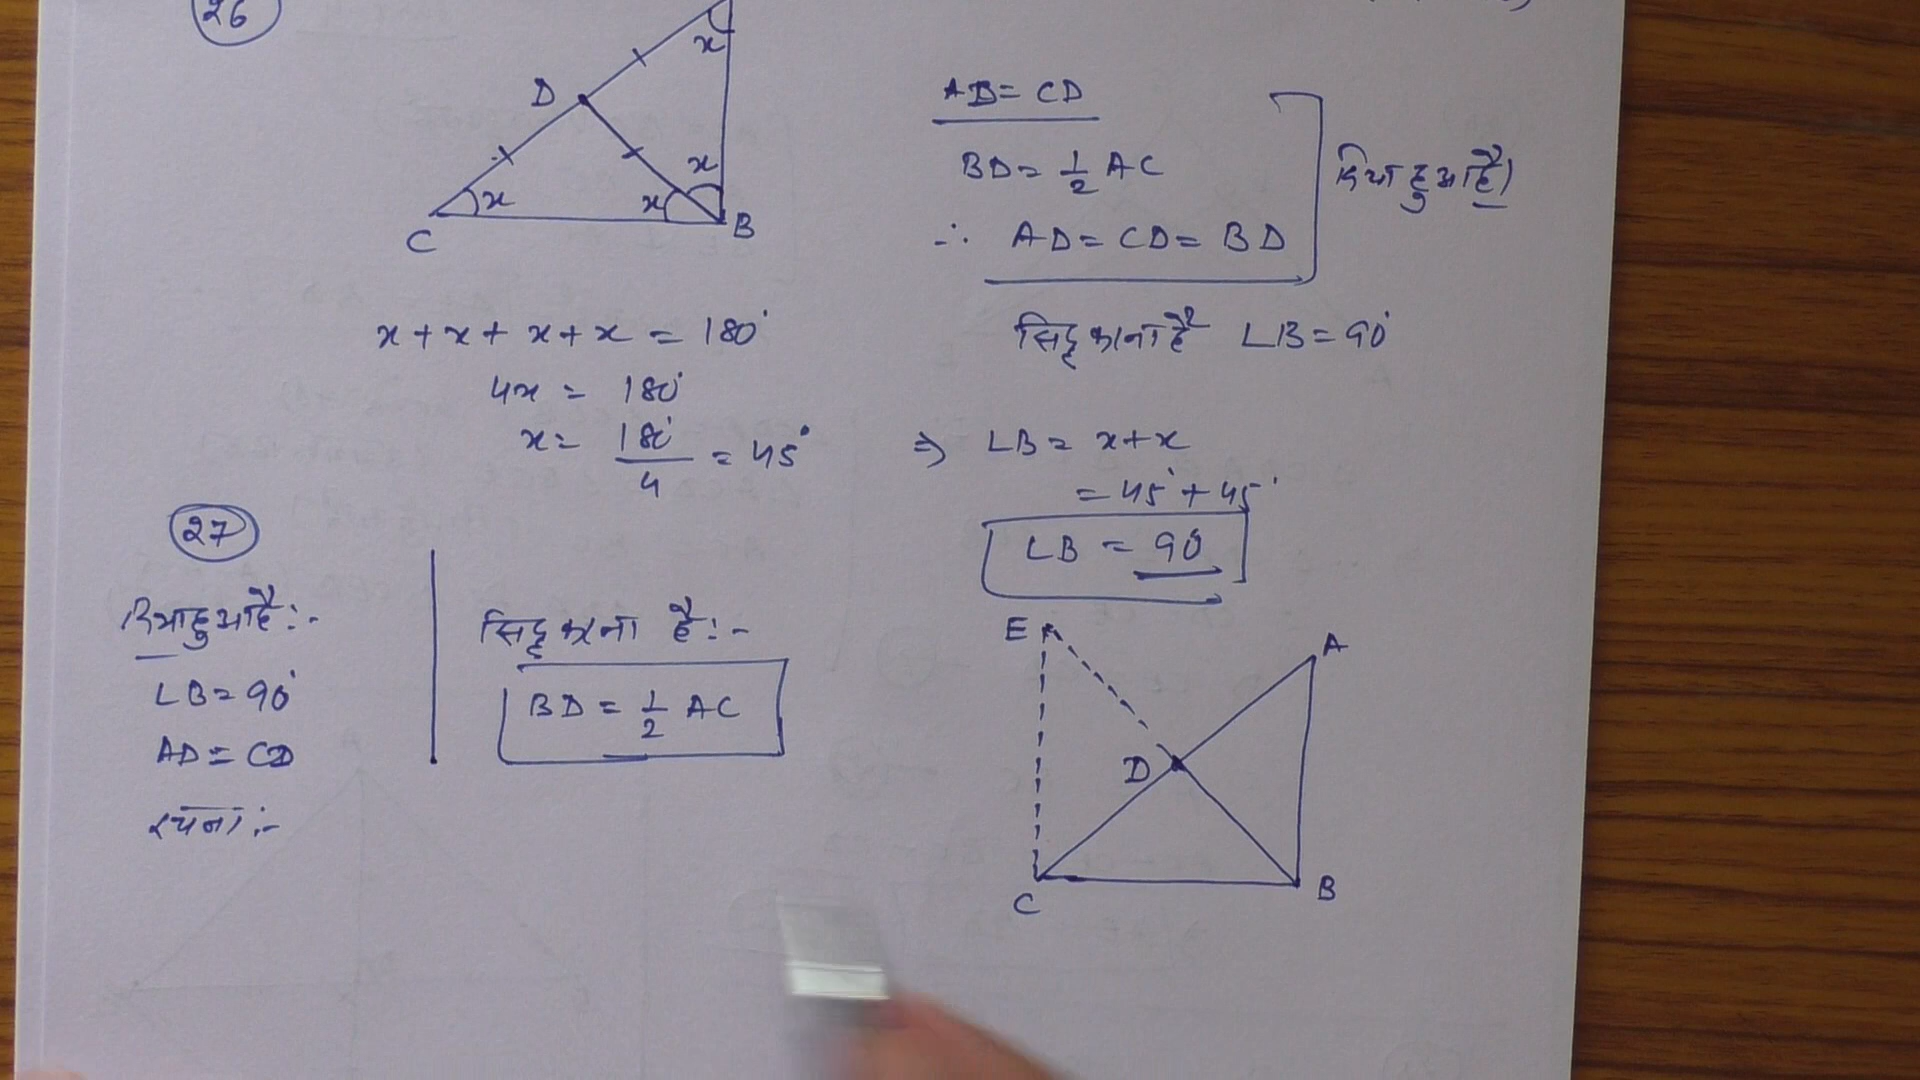 26
x
D
x
x
x
C
B
AB = CD
BD = 1/2 AC
∴ AD = CD = BD
दिया हुआ है।
x + x + x + x = 180°
4x = 180°
x = 180°/4 = 45°
सिद्ध करना है ∠B = 90°
⇒ ∠B = x + x
= 45° + 45°
∠B = 90°
27
दिया हुआ है :-
∠B = 90°
AD = CD
रचना :-
सिद्ध करना है :-
BD = 1/2 AC
E
A
D
C
B